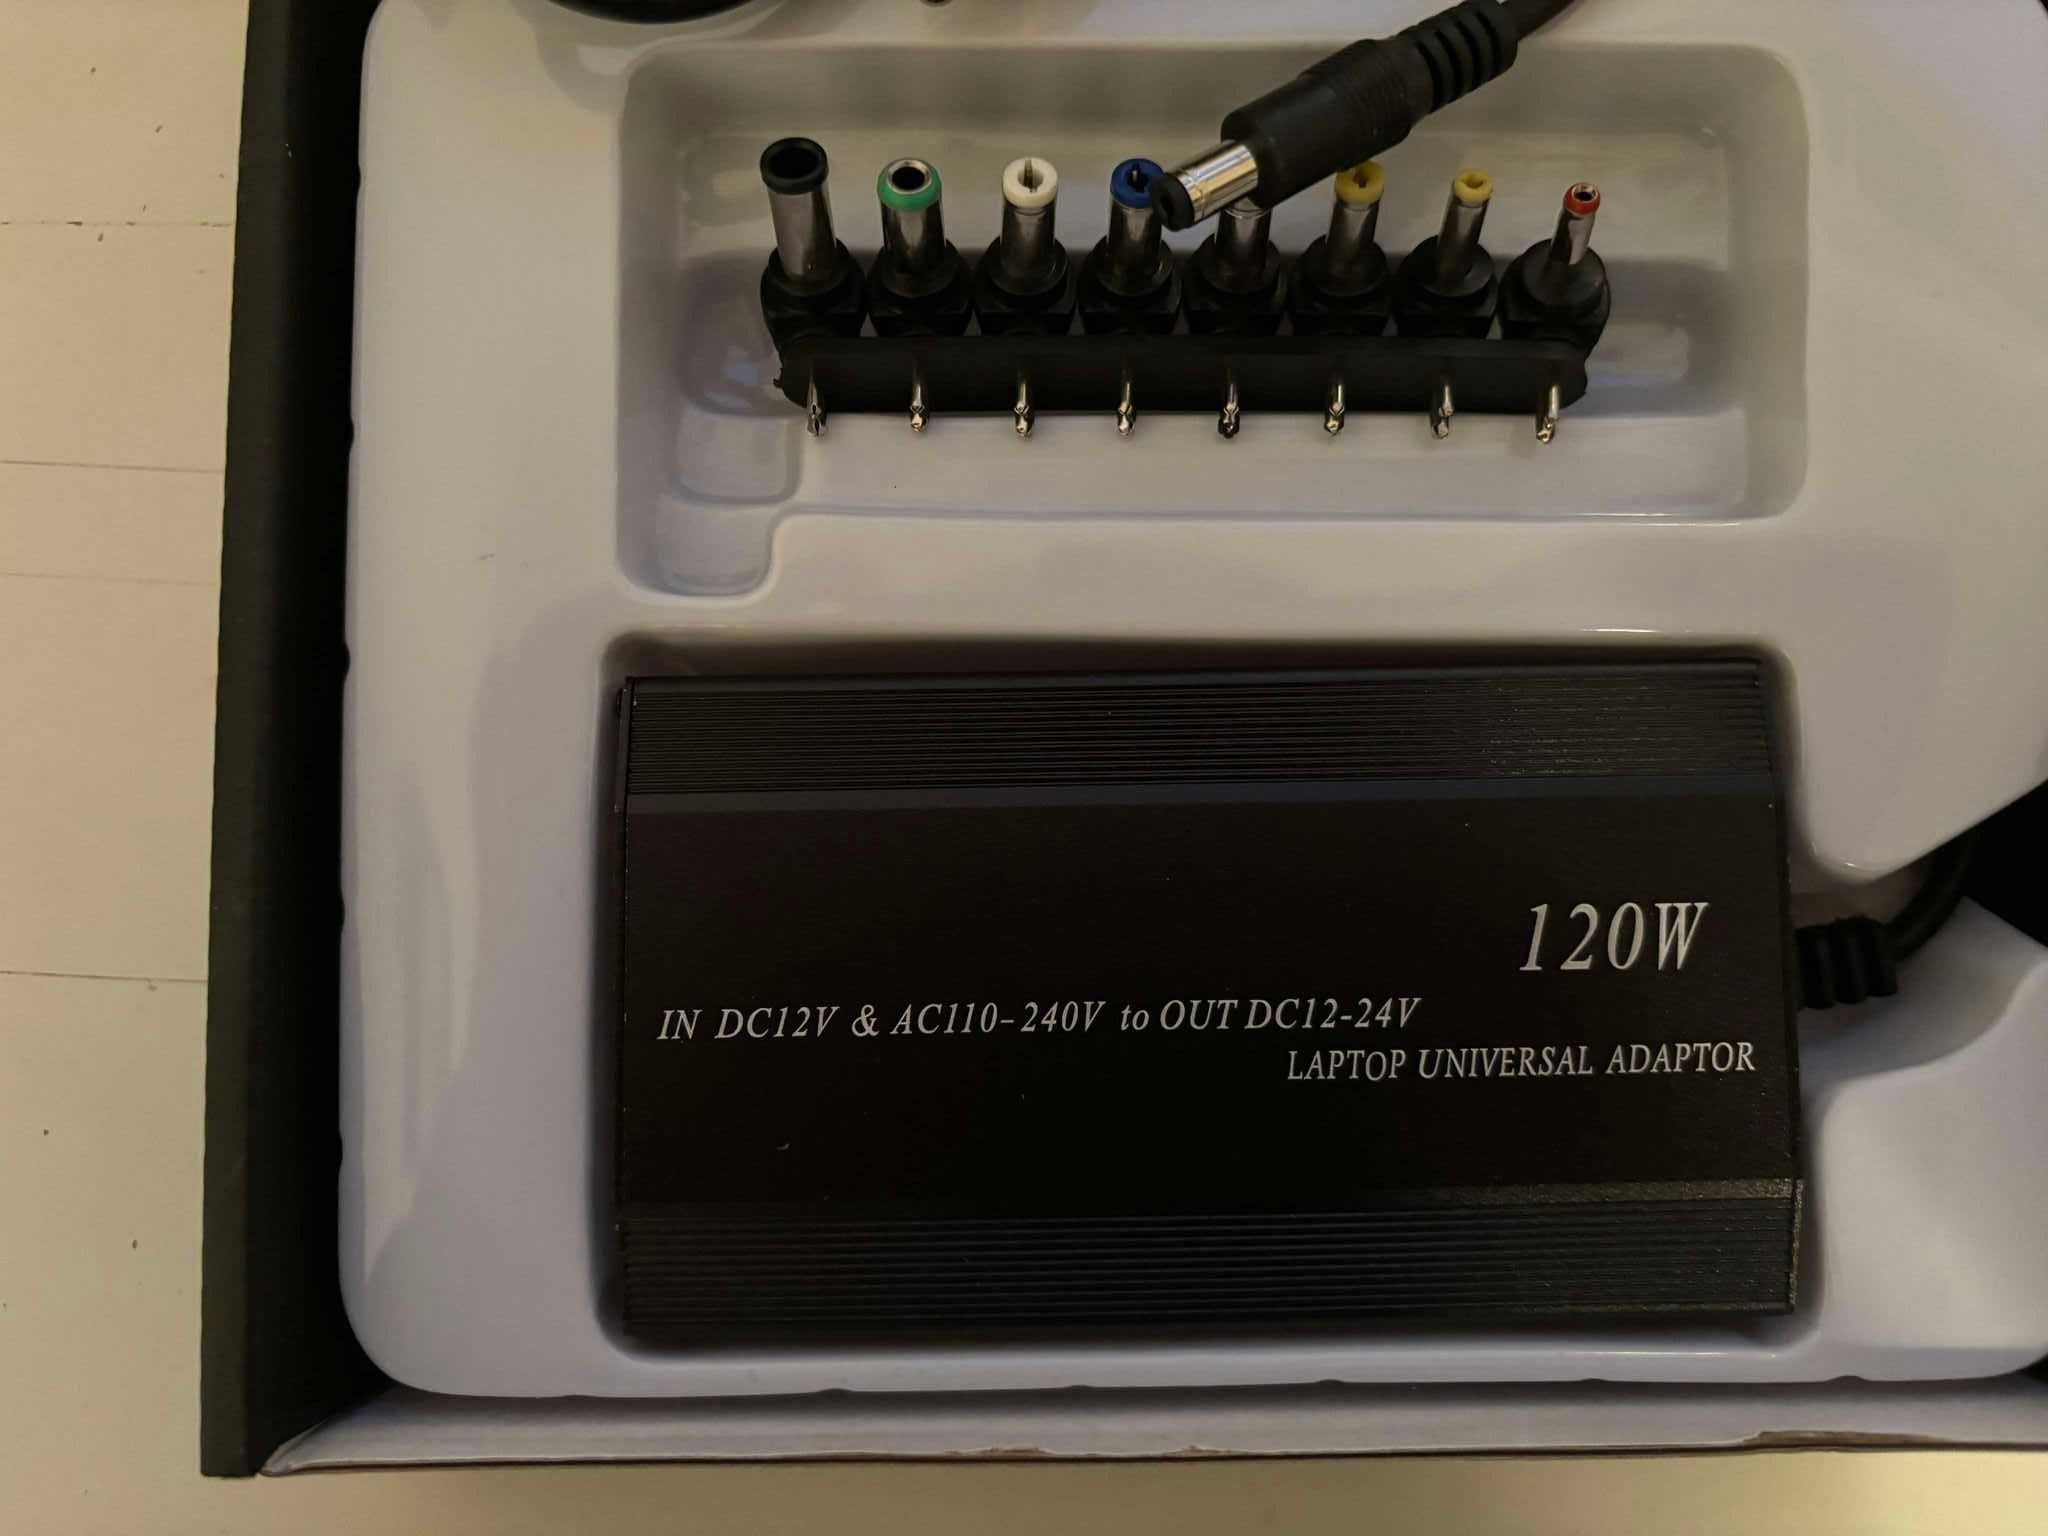 120W
IN DC12V & AC110-240V to OUT DC12-24V
LAPTOP UNIVERSAL ADAPTOR